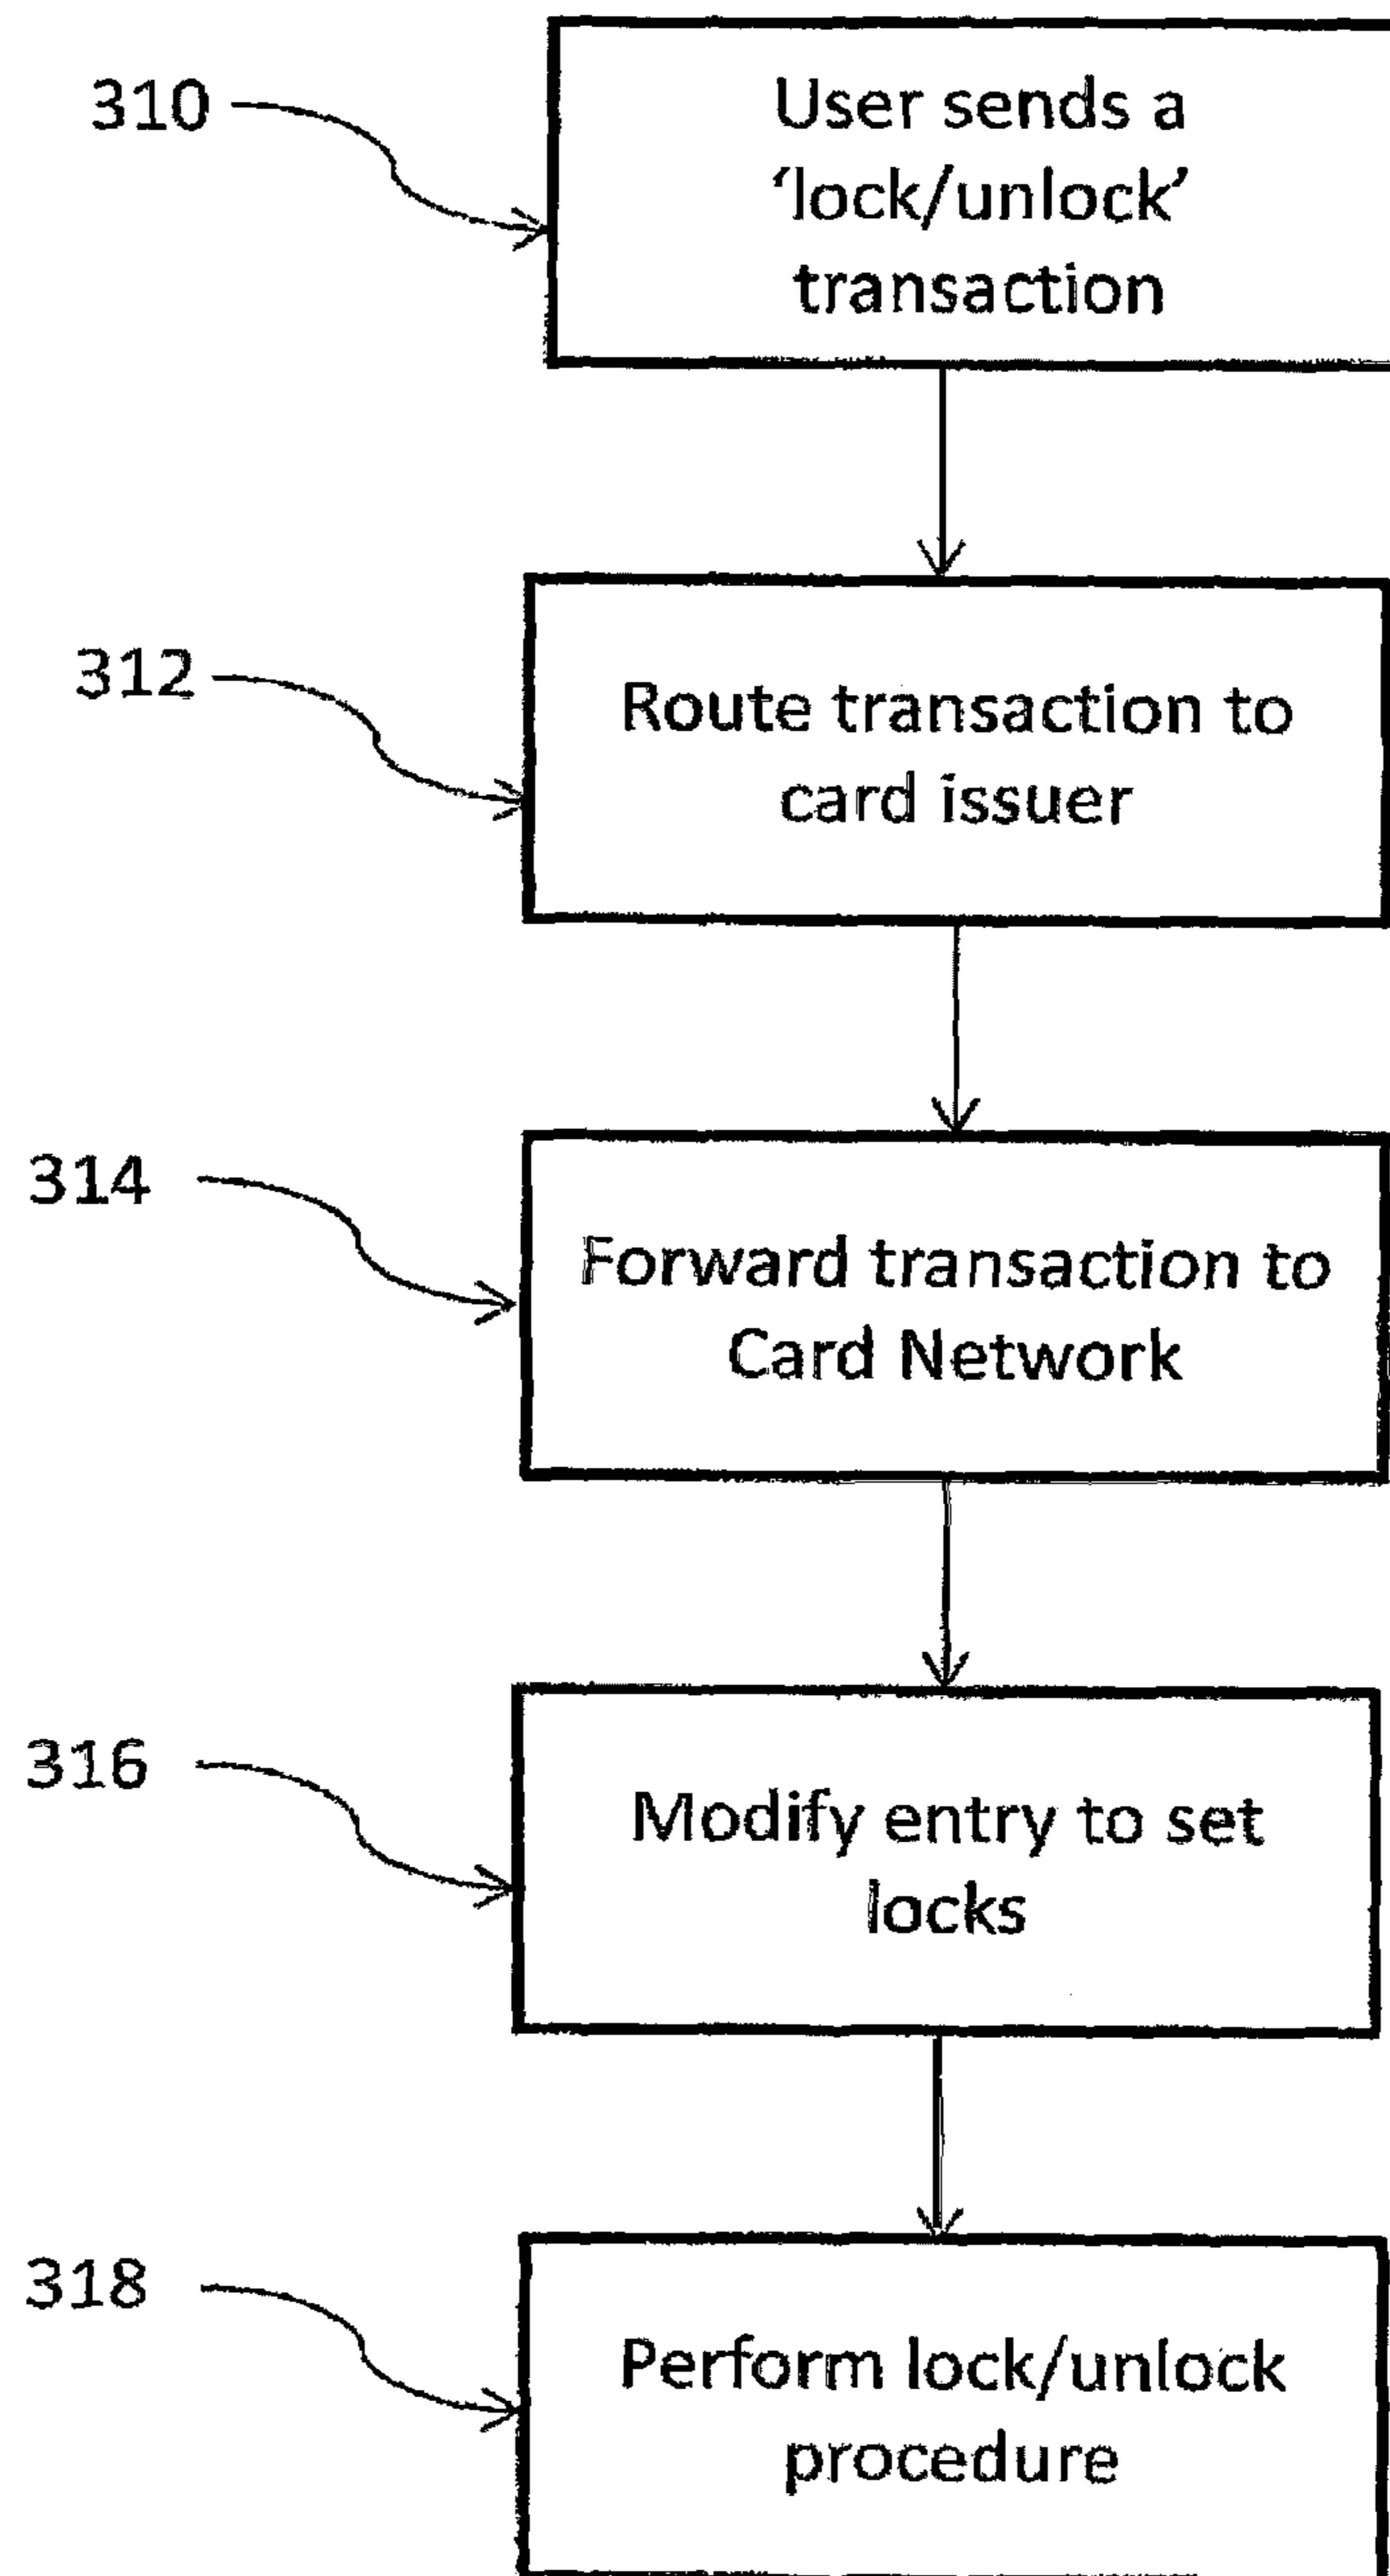 310
User sends a
‘lock/unlock’
transaction
312
Route transaction to
card issuer
314
Forward transaction to
Card Network
316
Modify entry to set
locks
318
Perform lock/unlock
procedure